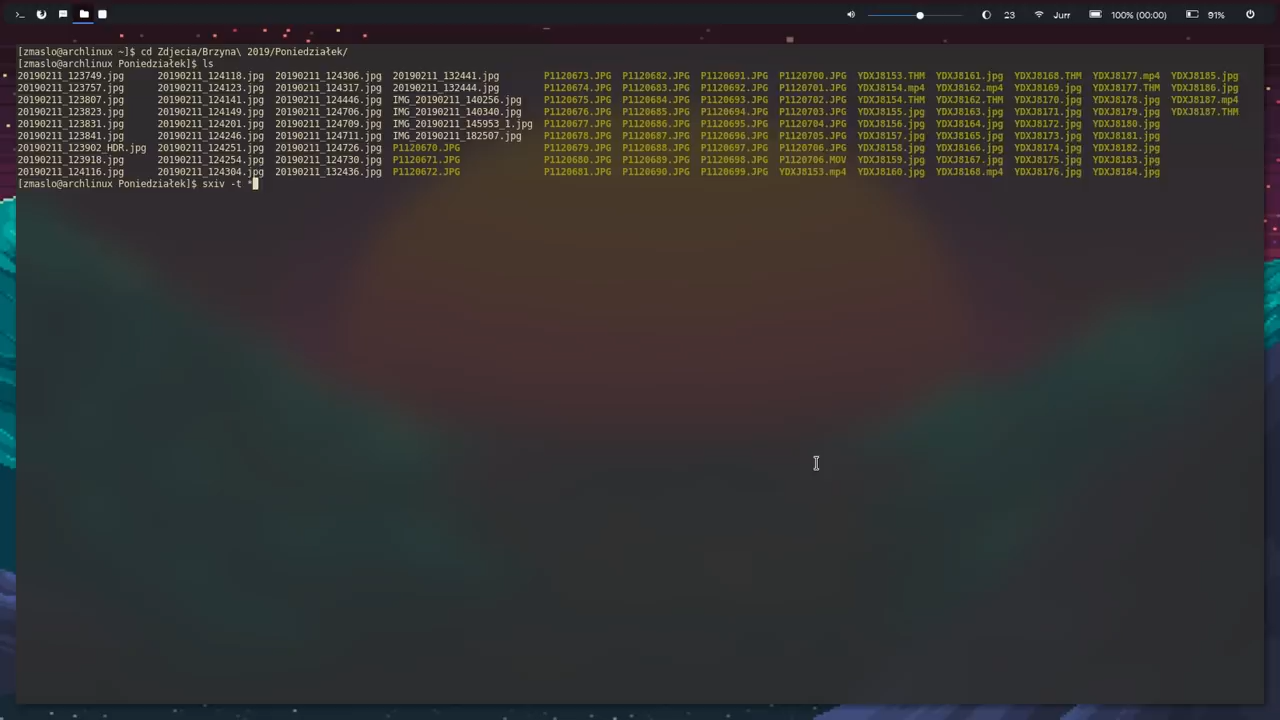 23 Jurr 100% (00:00) 91%
[zmaslo@archlinux ~]$ cd Zdjecia/Brzyna\ 2019/Poniedziałek/
[zmaslo@archlinux Poniedziałek]$ ls
20190211_123749.jpg 20190211_124118.jpg 20190211_124306.jpg 20190211_132441.jpg P1120673.JPG P1120682.JPG P1120691.JPG P1120700.JPG YDXJ8153.THM YDXJ8161.jpg YDXJ8168.THM YDXJ8177.mp4 YDXJ8185.jpg
20190211_123757.jpg 20190211_124123.jpg 20190211_124317.jpg 20190211_132444.jpg P1120674.JPG P1120683.JPG P1120692.JPG P1120701.JPG YDXJ8154.mp4 YDXJ8162.mp4 YDXJ8169.jpg YDXJ8177.THM YDXJ8186.jpg
20190211_123807.jpg 20190211_124141.jpg 20190211_124446.jpg IMG_20190211_140256.jpg P1120675.JPG P1120684.JPG P1120693.JPG P1120702.JPG YDXJ8154.THM YDXJ8162.THM YDXJ8170.jpg YDXJ8178.jpg YDXJ8187.mp4
20190211_123823.jpg 20190211_124149.jpg 20190211_124706.jpg IMG_20190211_140340.jpg P1120676.JPG P1120685.JPG P1120694.JPG P1120703.JPG YDXJ8155.jpg YDXJ8163.jpg YDXJ8171.jpg YDXJ8179.jpg YDXJ8187.THM
20190211_123831.jpg 20190211_124201.jpg 20190211_124709.jpg IMG_20190211_145953_1.jpg P1120677.JPG P1120686.JPG P1120695.JPG P1120704.JPG YDXJ8156.jpg YDXJ8164.jpg YDXJ8172.jpg YDXJ8180.jpg
20190211_123841.jpg 20190211_124246.jpg 20190211_124711.jpg IMG_20190211_182507.jpg P1120678.JPG P1120687.JPG P1120696.JPG P1120705.JPG YDXJ8157.jpg YDXJ8165.jpg YDXJ8173.jpg YDXJ8181.jpg
20190211_123902_HDR.jpg 20190211_124251.jpg 20190211_124726.jpg P1120670.JPG P1120679.JPG P1120688.JPG P1120697.JPG P1120706.JPG YDXJ8158.jpg YDXJ8166.jpg YDXJ8174.jpg YDXJ8182.jpg
20190211_123918.jpg 20190211_124254.jpg 20190211_124730.jpg P1120671.JPG P1120680.JPG P1120689.JPG P1120698.JPG P1120706.MOV YDXJ8159.jpg YDXJ8167.jpg YDXJ8175.jpg YDXJ8183.jpg
20190211_124116.jpg 20190211_124304.jpg 20190211_132436.jpg P1120672.JPG P1120681.JPG P1120690.JPG P1120699.JPG YDXJ8153.mp4 YDXJ8160.jpg YDXJ8168.mp4 YDXJ8176.jpg YDXJ8184.jpg
[zmaslo@archlinux Poniedziałek]$ sxiv -t *